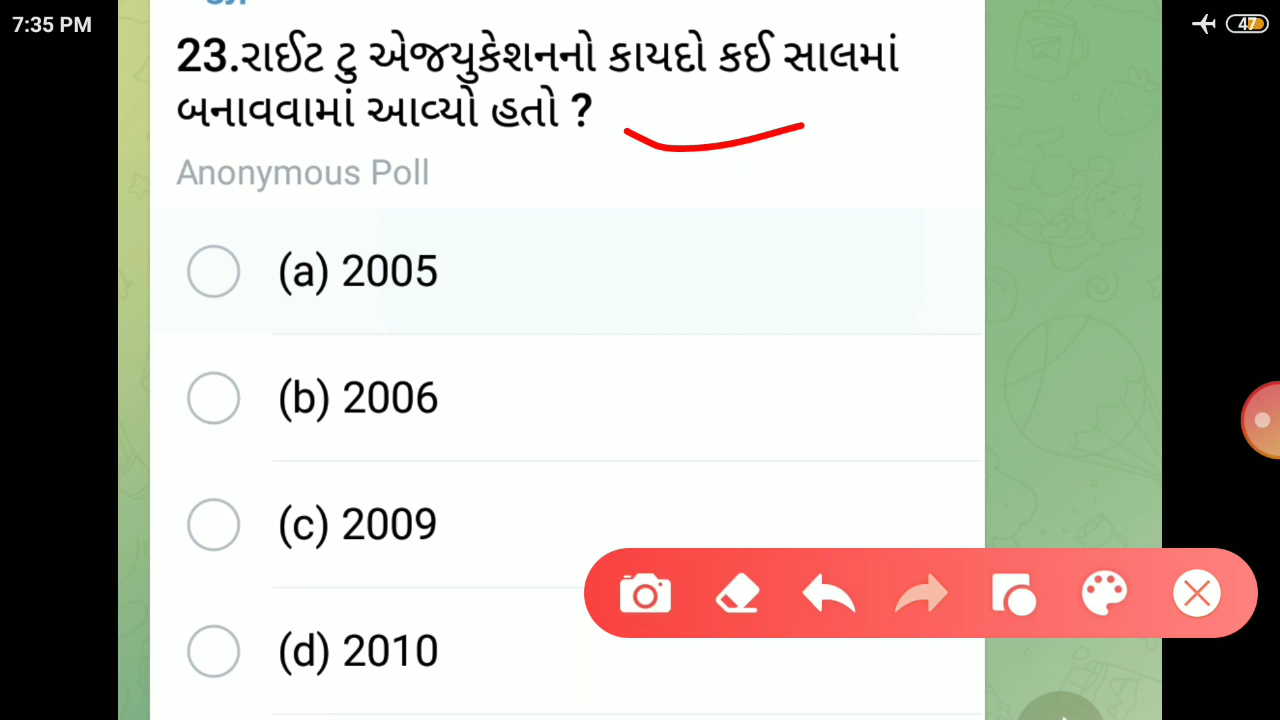 7:35 PM
47
23.રાઈટ ટુ એજયુકેશનનો કાયદો કઈ સાલમાં
બનાવવામાં આવ્યો હતો ?
Anonymous Poll
(a) 2005
(b) 2006
(c) 2009
(d) 2010